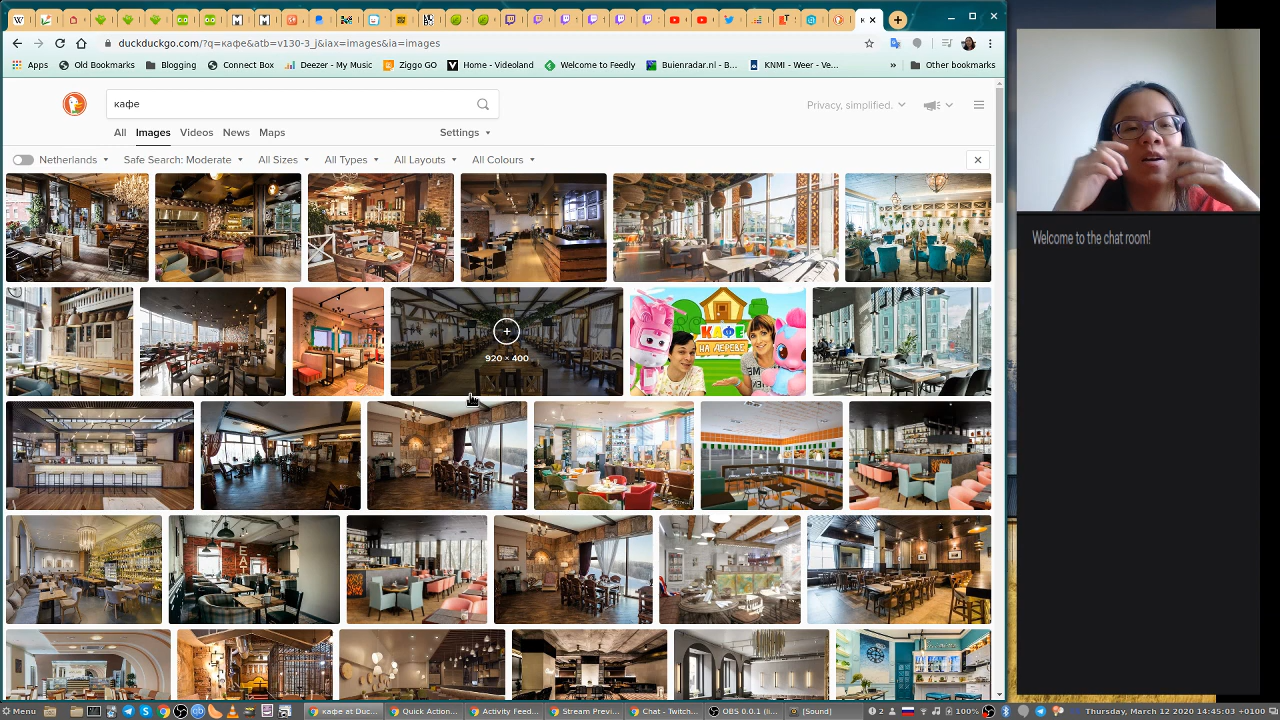 duckduckgo.com/?q=кафе&atb=v130-3_j&iax=images&ia=images
Apps
Old Bookmarks
Blogging
Connect Box
Deezer - My Music
Ziggo GO
Home - Videoland
Welcome to Feedly
Buienradar.nl - B...
KNMI - Weer - Ve...
»
Other bookmarks
кафе
Privacy, simplified.
All
Images
Videos
News
Maps
Settings
Netherlands
Safe Search: Moderate
All Sizes
All Types
All Layouts
All Colours
920 × 400
КАФЕ
НА ДЕРЕВЕ
EAT
Welcome to the chat room!
Menu
кафе at Duc...
Quick Action...
Activity Feed...
Stream Previ...
Chat - Twitch...
OBS 0.0.1 (li...
[Sound]
2
100%
Thursday, March 12 2020 14:45:03 +0100